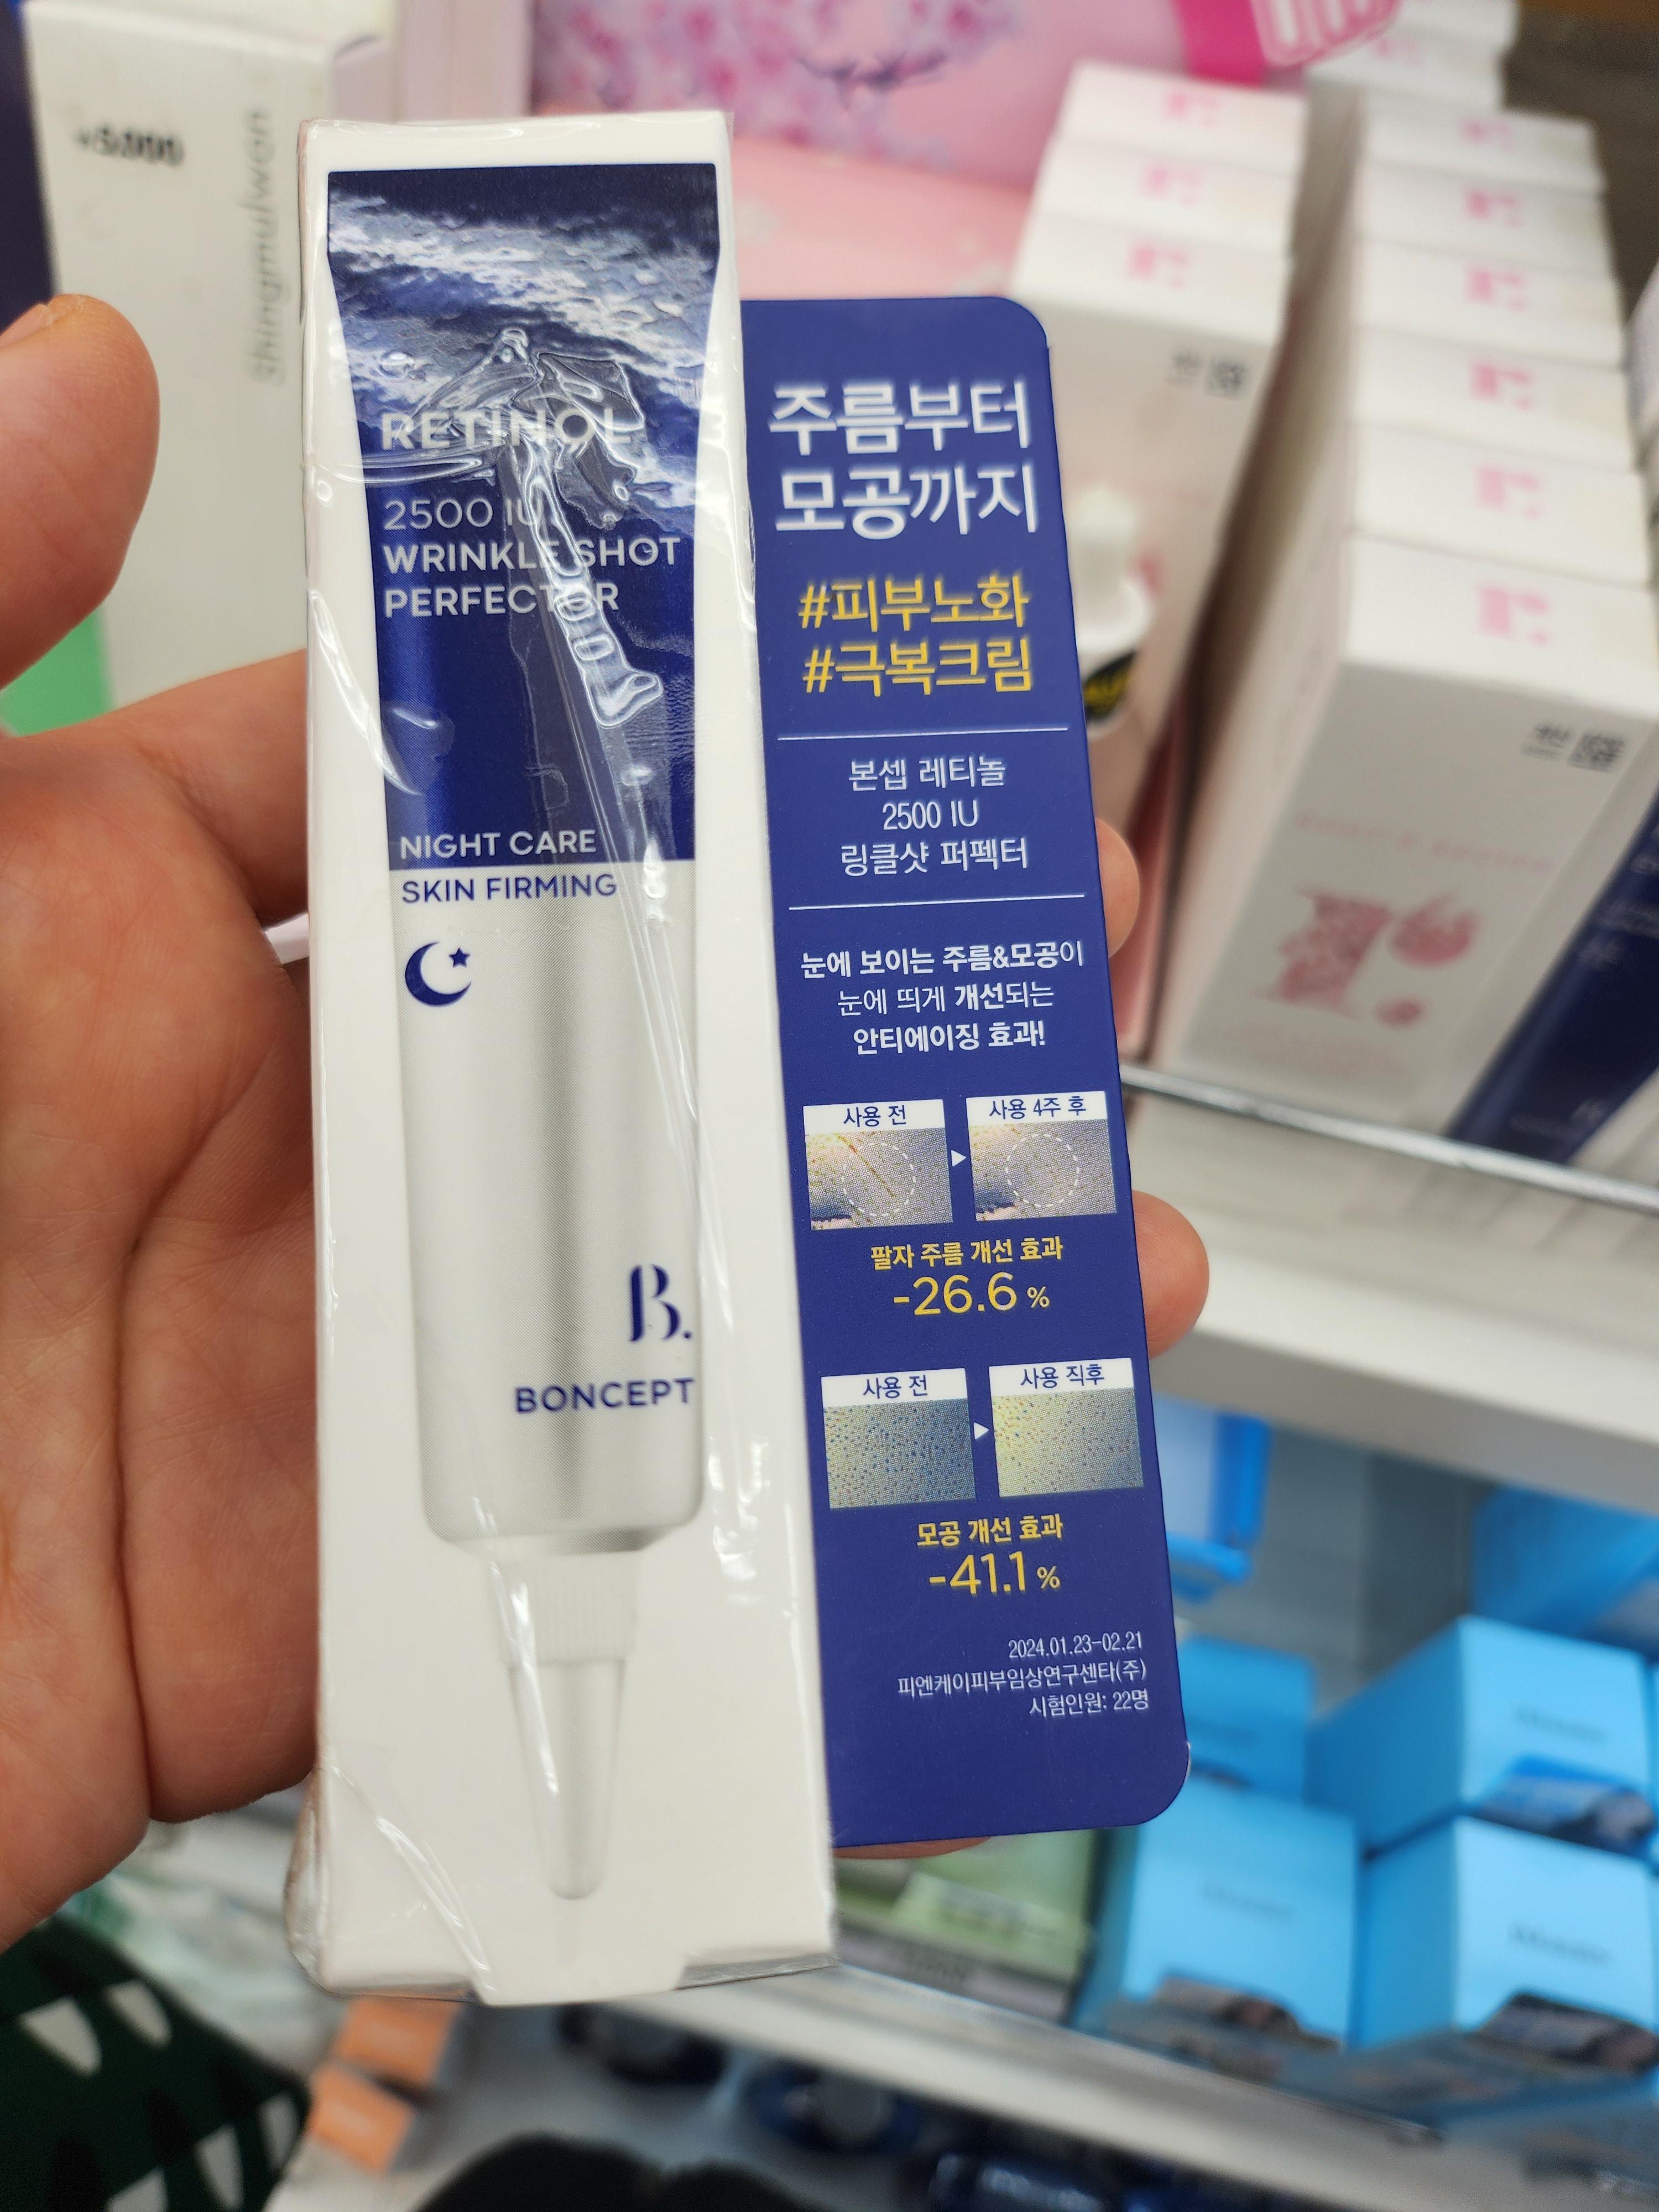 Shingmulwon
RETINOL
2500 IU
WRINKLE SHOT
PERFECTOR
NIGHT CARE
SKIN FIRMING
B.
BONCEPT
주름부터
모공까지
#피부노화
#극복크림
본셉 레티놀
2500 IU
링클샷 퍼펙터
눈에 보이는 주름&모공이
눈에 띄게 개선되는
안티에이징 효과!
사용 전
사용 4주 후
팔자 주름 개선 효과
-26.6 %
사용 전
사용 직후
모공 개선 효과
-41.1 %
2024.01.23-02.21
피엔케이피부임상연구센타(주)
시험인원: 22명